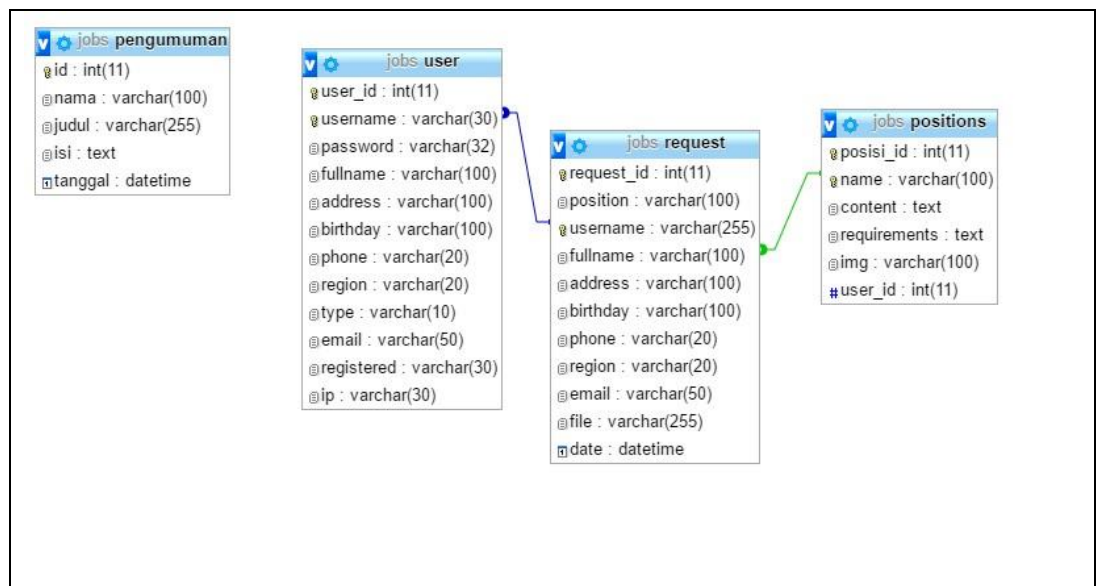 jobs pengumuman
id : int(11)
nama : varchar(100)
judul : varchar(255)
isi : text
tanggal : datetime
jobs user
user_id : int(11)
username : varchar(30)
password : varchar(32)
fullname : varchar(100)
address : varchar(100)
birthday : varchar(100)
phone : varchar(20)
region : varchar(20)
type : varchar(10)
email : varchar(50)
registered : varchar(30)
ip : varchar(30)
jobs request
request_id : int(11)
position : varchar(100)
username : varchar(255)
fullname : varchar(100)
address : varchar(100)
birthday : varchar(100)
phone : varchar(20)
region : varchar(20)
email : varchar(50)
file : varchar(255)
date : datetime
jobs positions
posisi_id : int(11)
name : varchar(100)
content : text
requirements : text
img : varchar(100)
# user_id : int(11)